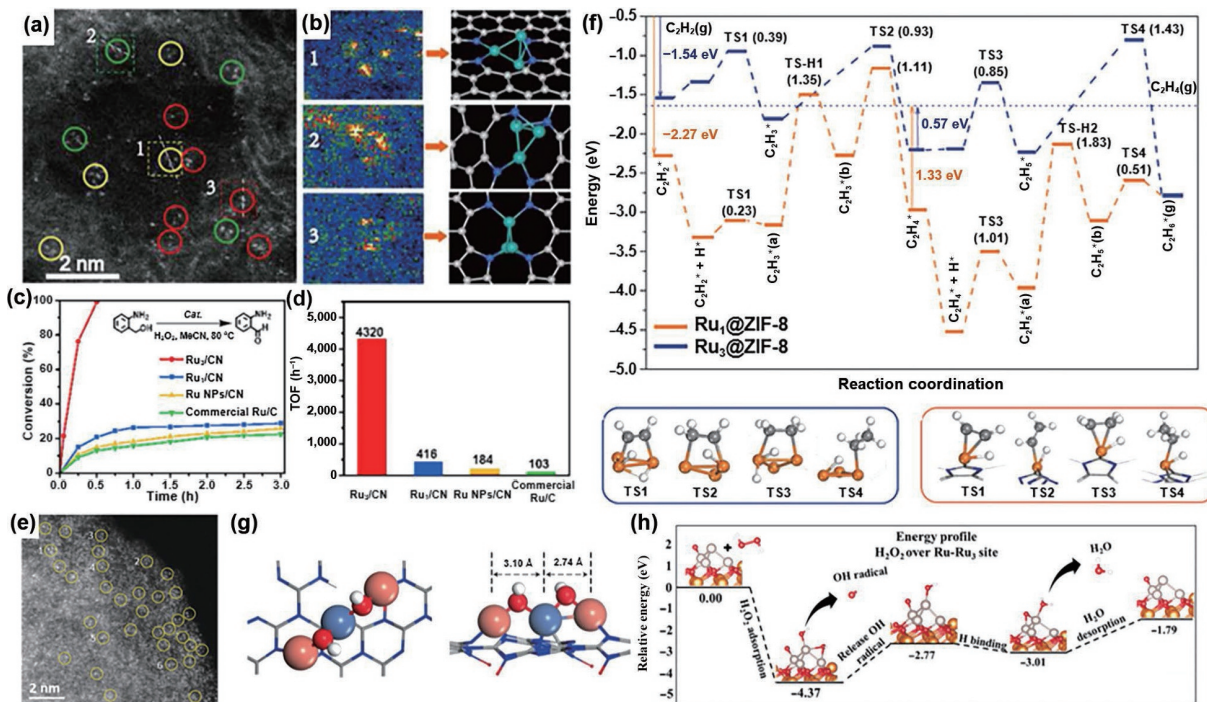 (a)
2
1
3
2 nm
(b)
1
2
3
(c)
Conversion (%)
100
80
60
40
20
0
0.0
0.5
1.0
1.5
2.0
2.5
3.0
Time (h)
NH₂
OH
Cat.
H₂O₂, MeCN, 80 °C
NH₂
H
O
Ru₃/CN
Ru₁/CN
Ru NPs/CN
Commercial Ru/C
(d)
TOF (h⁻¹)
5,000
4,000
3,000
2,000
1,000
0
4320
416
184
103
Ru₃/CN
Ru₁/CN
Ru NPs/CN
Commercial
Ru/C
(e)
1
2
3
4
5
6
2 nm
(f)
Energy (eV)
−0.5
−1.0
−1.5
−2.0
−2.5
−3.0
−3.5
−4.0
−4.5
−5.0
C₂H₂(g)
−1.54 eV
−2.27 eV
TS1 (0.39)
TS-H1
(1.35)
TS2 (0.93)
(1.11)
TS3
(0.85)
TS4 (1.43)
C₂H₄(g)
0.57 eV
1.33 eV
TS-H2
(1.83)
TS4
(0.51)
TS1
(0.23)
TS3
(1.01)
C₂H₂*
C₂H₂* + H*
C₂H₃*
C₂H₃*(a)
C₂H₃*(b)
C₂H₄*
C₂H₄* + H*
C₂H₅*
C₂H₅*(a)
C₂H₅*(b)
C₂H₆*(g)
Ru₁@ZIF-8
Ru₃@ZIF-8
Reaction coordination
TS1 TS2 TS3 TS4
TS1 TS2 TS3 TS4
(g)
3.10 Å
2.74 Å
(h)
Relative energy (eV)
2
1
0
-1
-2
-3
-4
-5
Energy profile
H₂O₂ over Ru-Ru₃ site
+
0.00
H₂O₂ adsorption
−4.37
OH radical
Release OH
radical
−2.77
H binding
−3.01
H₂O
H₂O
desorption
−1.79